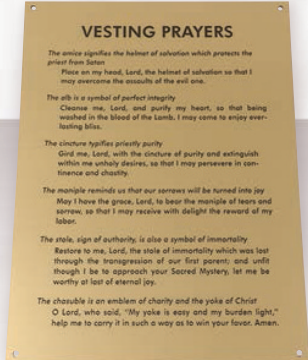 VESTING PRAYERS
The amice signifies the helmet of salvation which protects the
priest from Satan
Place on my head, Lord, the helmet of salvation so that I
may overcome the assaults of the evil one.
The alb is a symbol of perfect integrity
Cleanse me, Lord, and purify my heart, so that being
washed in the blood of the Lamb, I may come to enjoy ever-
lasting bliss.
The cincture typifies priestly purity
Gird me, Lord, with the cincture of purity and extinguish
within me unholy desires, so that I may persevere in con-
tinence and chastity.
The maniple reminds us that our sorrows will be turned into joy
May I have the grace, Lord, to bear the maniple of tears and
sorrow, so that I may receive with delight the reward of my
labor.
The stole, sign of authority, is also a symbol of immortality
Restore to me, Lord, the stole of immortality which was lost
through the transgression of our first parent; and unfit
though I be to approach your Sacred Mystery, let me be
worthy at last of eternal joy.
The chasuble is an emblem of charity and the yoke of Christ
O Lord, who said, "My yoke is easy and my burden light,"
help me to carry it in such a way as to win your favor. Amen.